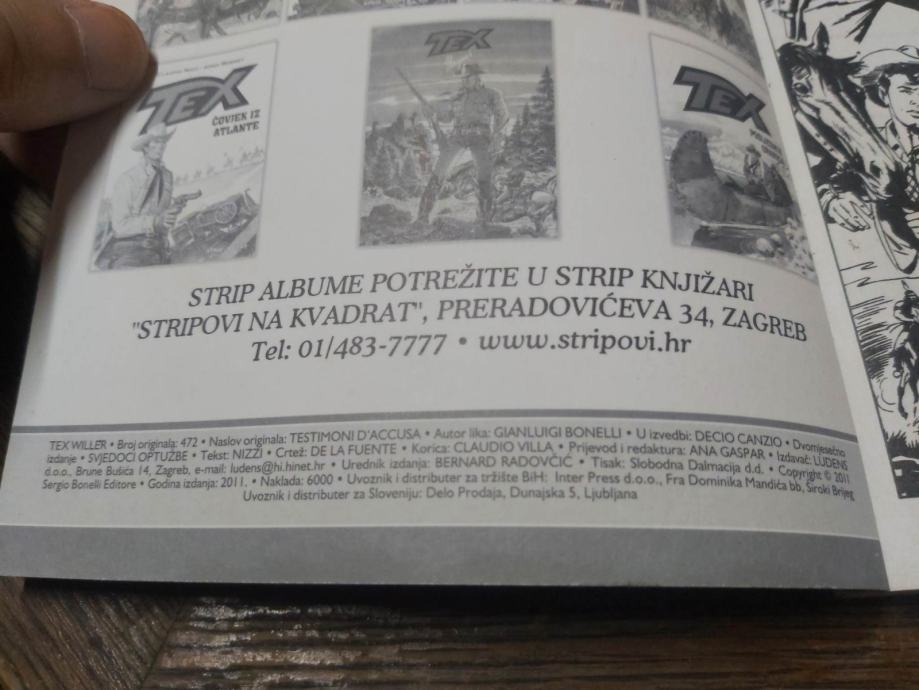 TEX
ČOVJEK IZ
ATLANTE
TEX
TEX
STRIP ALBUME POTREŽITE U STRIP KNJIŽARI
"STRIPOVI NA KVADRAT", PRERADOVIĆEVA 34, ZAGREB
Tel: 01/483-7777 • www.stripovi.hr
TEX WILLER • Broj originala: 472 • Naslov originala: TESTIMONI D'ACCUSA • Autor lika: GIANLUIGI BONELLI • U izvedbi: DECIO CANZIO • Dvomjesečno
izdanje • SVJEDOCI OPTUŽBE • Tekst: NIZZI • Crtež: DE LA FUENTE • Korica: CLAUDIO VILLA • Prijevod i redaktura: ANA GASPAR • Izdavač: LUDENS
d.o.o., Brune Bušića 14, Zagreb, e-mail: ludens@hi.hinet.hr • Urednik izdanja: BERNARD RADOVČIĆ • Tisak: Slobodna Dalmacija d.d. • Copyright © 2011
Sergio Bonelli Editore • Godina izdanja: 2011. • Naklada: 6000 • Uvoznik i distributer za tržište BiH: Inter Press d.o.o., Fra Dominika Mandića bb, Široki Brijeg
Uvoznik i distributer za Sloveniju: Delo Prodaja, Dunajska 5, Ljubljana